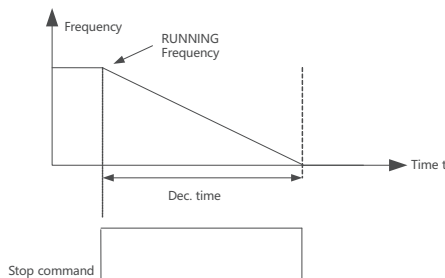 Frequency
RUNNING
Frequency
Time t
Dec. time
Stop command